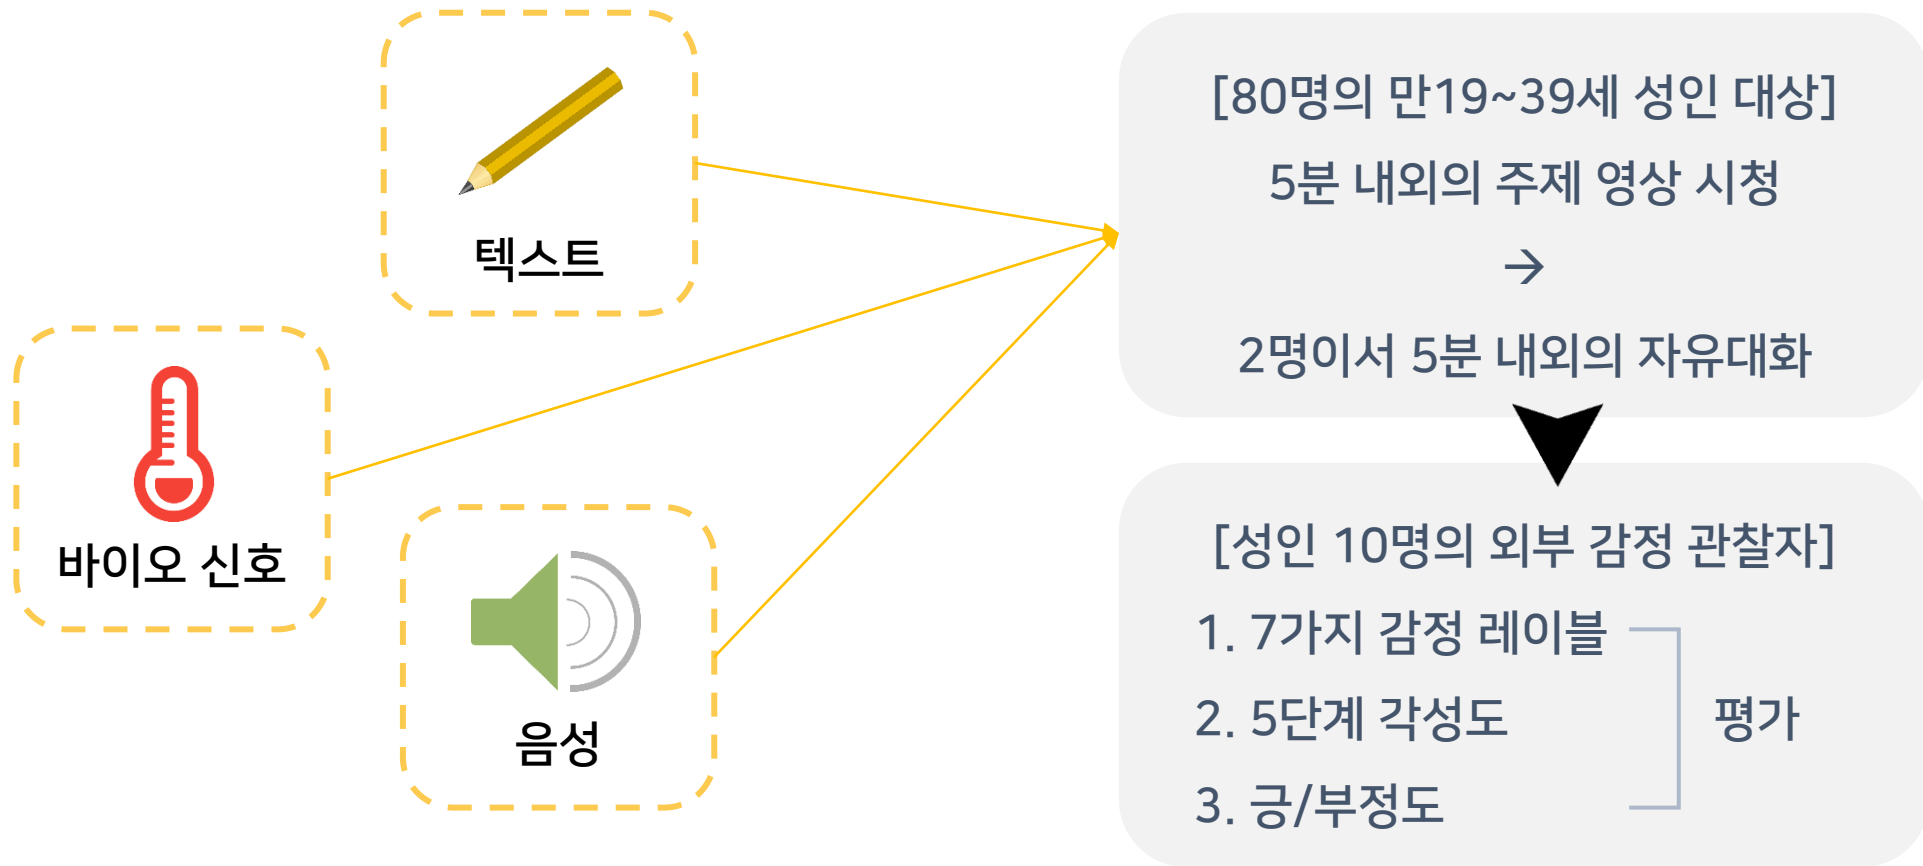 텍스트
바이오 신호
음성
[80명의 만19~39세 성인 대상]
5분 내외의 주제 영상 시청
→
2명이서 5분 내외의 자유대화
[성인 10명의 외부 감정 관찰자]
1. 7가지 감정 레이블
2. 5단계 각성도
3. 긍/부정도
평가